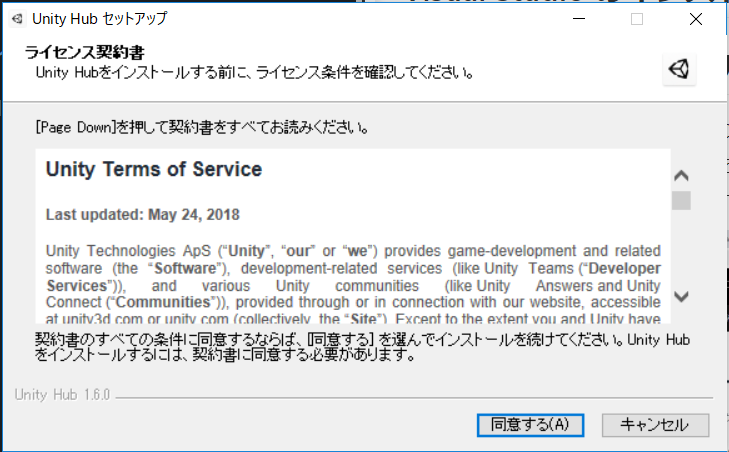 Unity Hub セットアップ
ライセンス契約書
Unity Hubをインストールする前に、ライセンス条件を確認してください。
[Page Down]を押して契約書をすべてお読みください。
Unity Terms of Service
Last updated: May 24, 2018
Unity Technologies ApS (“Unity”, “our” or “we”) provides game-development and related
software (the “Software”), development-related services (like Unity Teams (“Developer
Services”)), and various Unity communities (like Unity Answers and Unity
Connect (“Communities”)), provided through or in connection with our website, accessible
at unity3d.com or unity.com (collectively, the “Site”). Except to the extent you and Unity have
契約書のすべての条件に同意するならば、[同意する] を選んでインストールを続けてください。Unity Hub
をインストールするには、契約書に同意する必要があります。
Unity Hub 1.6.0
同意する(A)
キャンセル